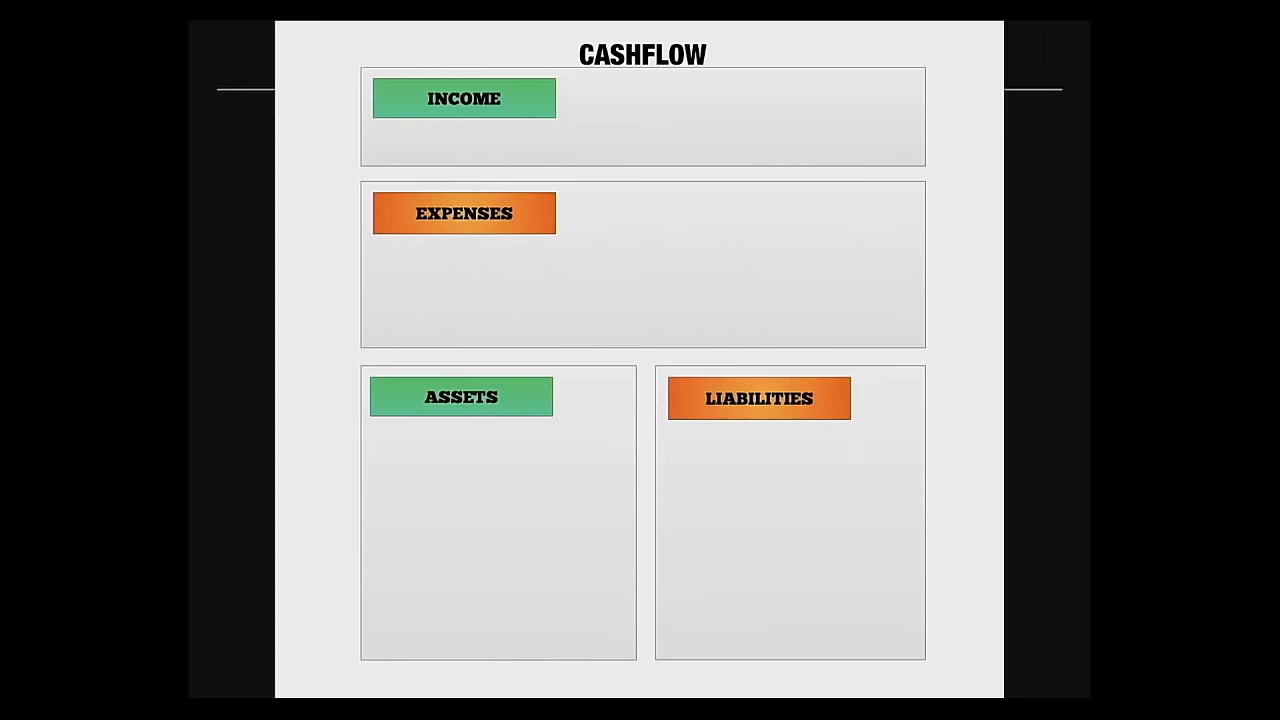 CASHFLOW
INCOME
EXPENSES
ASSETS
LIABILITIES